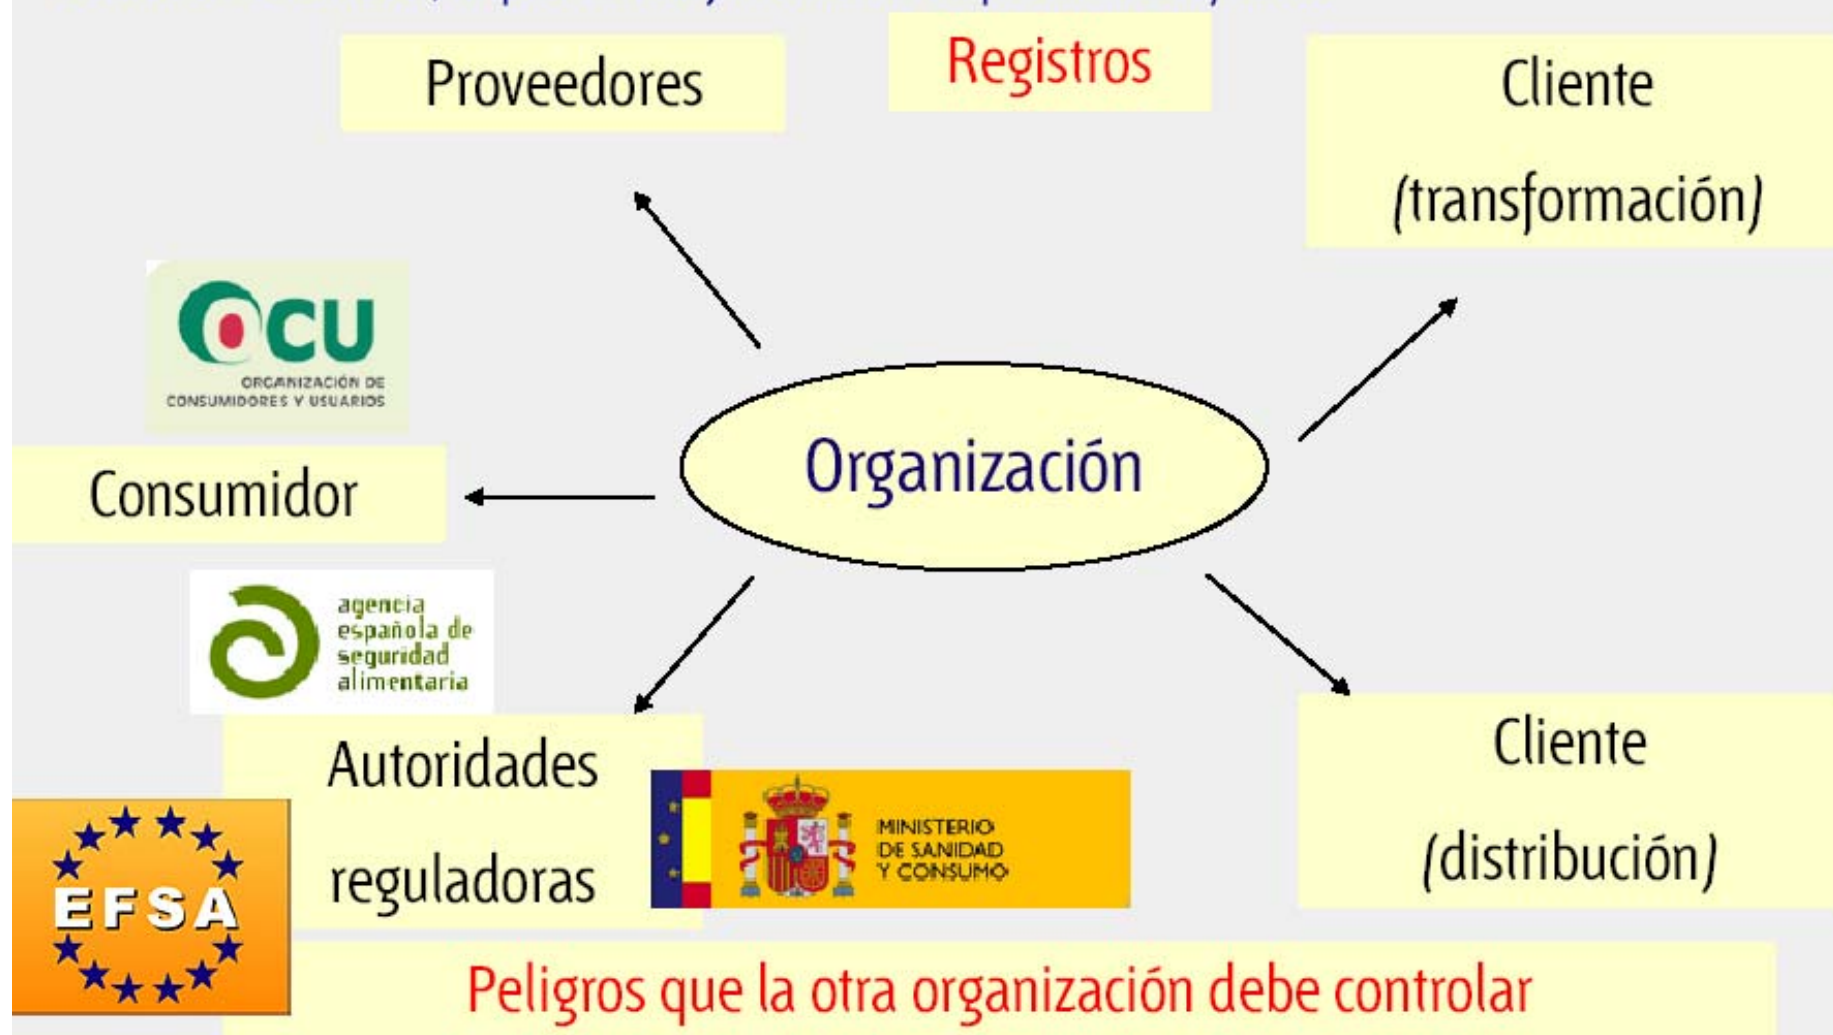 Proveedores
Registros
Cliente
(transformación)
OCU
ORGANIZACIÓN DE
CONSUMIDORES Y USUARIOS
Organización
Consumidor
agencia
española de
seguridad
alimentaria
Autoridades
reguladoras
EFSA
MINISTERIO
DE SANIDAD
Y CONSUMO
Cliente
(distribución)
Peligros que la otra organización debe controlar